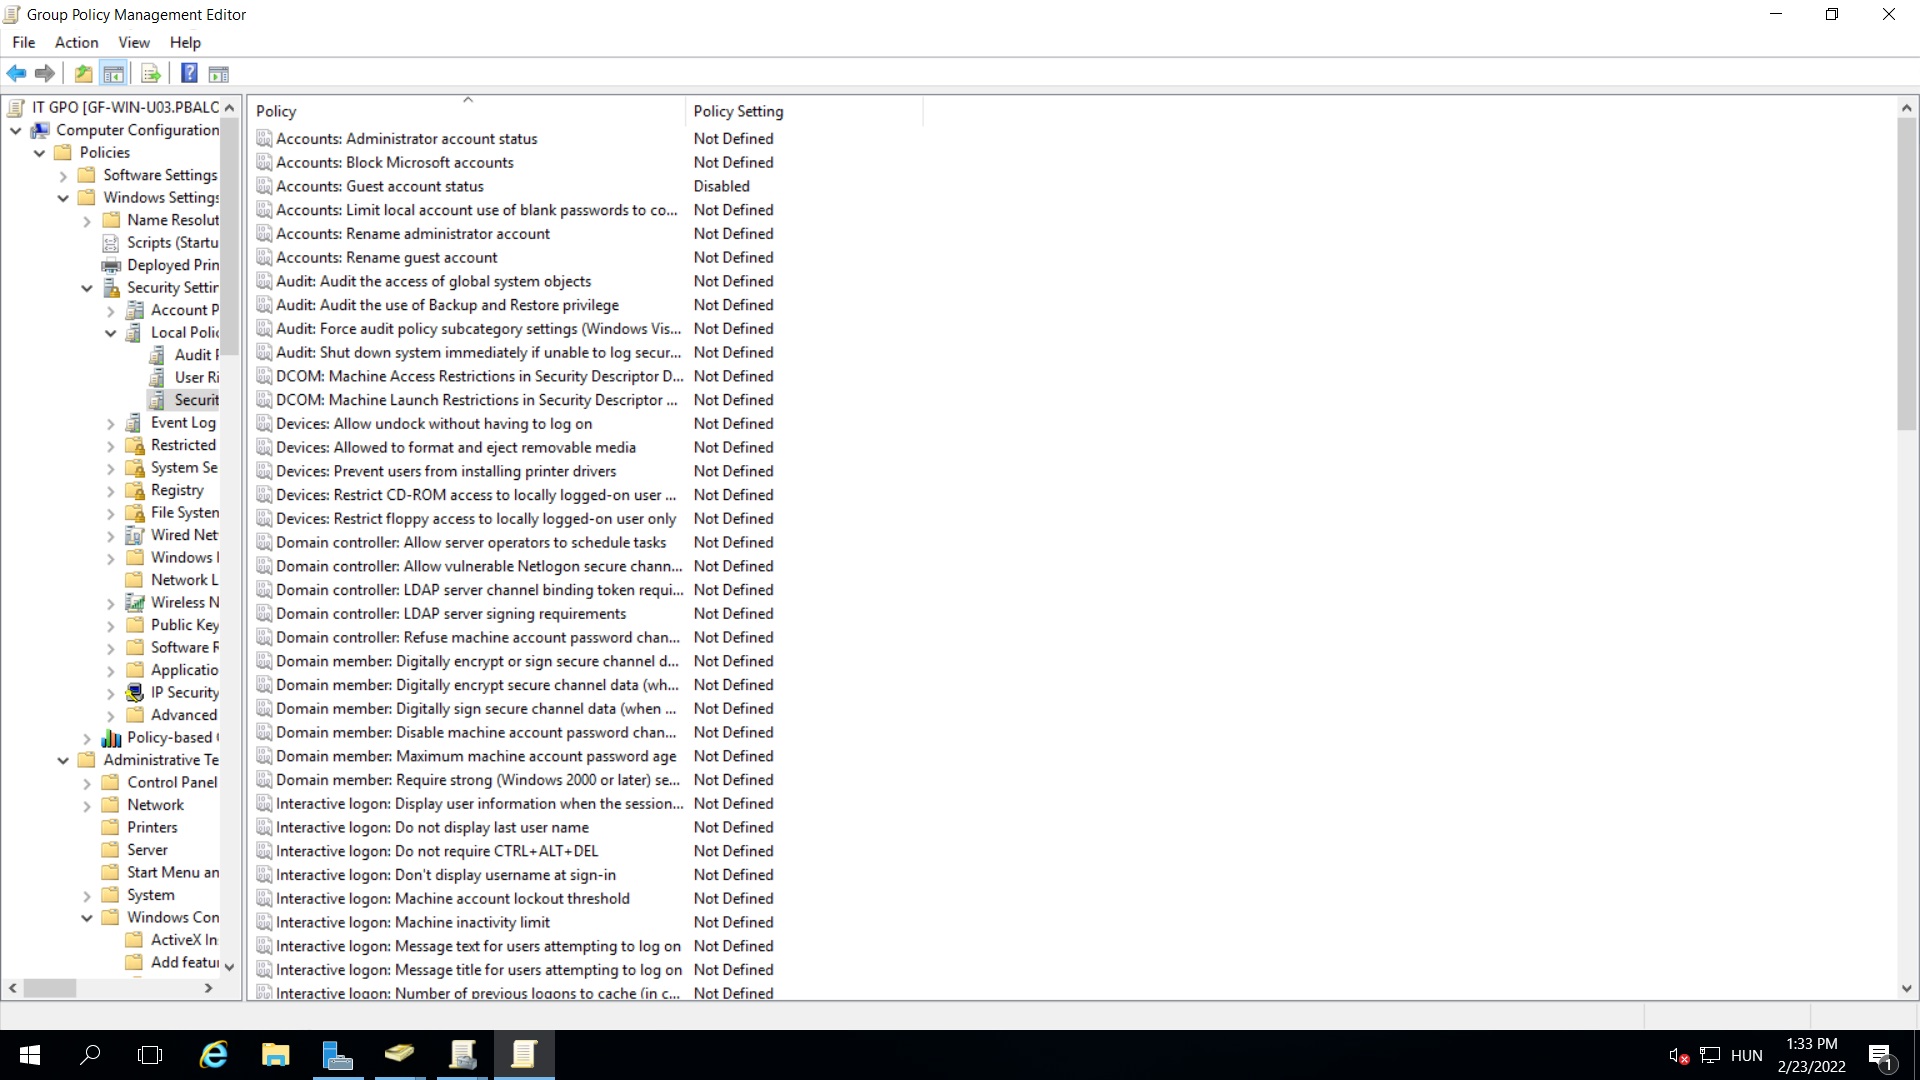 Group Policy Management Editor
File Action View Help
IT GPO [GF-WIN-U03.PBALC
Computer Configuration
Policies
Software Settings
Windows Settings
Name Resolut
Scripts (Startu
Deployed Prin
Security Settin
Account P
Local Polic
Audit P
User Ri
Securit
Event Log
Restricted
System Se
Registry
File System
Wired Net
Windows
Network L
Wireless N
Public Key
Software R
Applicatio
IP Security
Advanced
Policy-based
Administrative Te
Control Panel
Network
Printers
Server
Start Menu an
System
Windows Con
ActiveX In
Add featu
Policy Policy Setting
Accounts: Administrator account status Not Defined
Accounts: Block Microsoft accounts Not Defined
Accounts: Guest account status Disabled
Accounts: Limit local account use of blank passwords to co... Not Defined
Accounts: Rename administrator account Not Defined
Accounts: Rename guest account Not Defined
Audit: Audit the access of global system objects Not Defined
Audit: Audit the use of Backup and Restore privilege Not Defined
Audit: Force audit policy subcategory settings (Windows Vis... Not Defined
Audit: Shut down system immediately if unable to log secur... Not Defined
DCOM: Machine Access Restrictions in Security Descriptor D... Not Defined
DCOM: Machine Launch Restrictions in Security Descriptor ... Not Defined
Devices: Allow undock without having to log on Not Defined
Devices: Allowed to format and eject removable media Not Defined
Devices: Prevent users from installing printer drivers Not Defined
Devices: Restrict CD-ROM access to locally logged-on user ... Not Defined
Devices: Restrict floppy access to locally logged-on user only Not Defined
Domain controller: Allow server operators to schedule tasks Not Defined
Domain controller: Allow vulnerable Netlogon secure chann... Not Defined
Domain controller: LDAP server channel binding token requi... Not Defined
Domain controller: LDAP server signing requirements Not Defined
Domain controller: Refuse machine account password chan... Not Defined
Domain member: Digitally encrypt or sign secure channel d... Not Defined
Domain member: Digitally encrypt secure channel data (wh... Not Defined
Domain member: Digitally sign secure channel data (when ... Not Defined
Domain member: Disable machine account password chan... Not Defined
Domain member: Maximum machine account password age Not Defined
Domain member: Require strong (Windows 2000 or later) se... Not Defined
Interactive logon: Display user information when the session... Not Defined
Interactive logon: Do not display last user name Not Defined
Interactive logon: Do not require CTRL+ALT+DEL Not Defined
Interactive logon: Don't display username at sign-in Not Defined
Interactive logon: Machine account lockout threshold Not Defined
Interactive logon: Machine inactivity limit Not Defined
Interactive logon: Message text for users attempting to log on Not Defined
Interactive logon: Message title for users attempting to log on Not Defined
Interactive logon: Number of previous logons to cache (in c... Not Defined
HUN
1:33 PM
2/23/2022
1